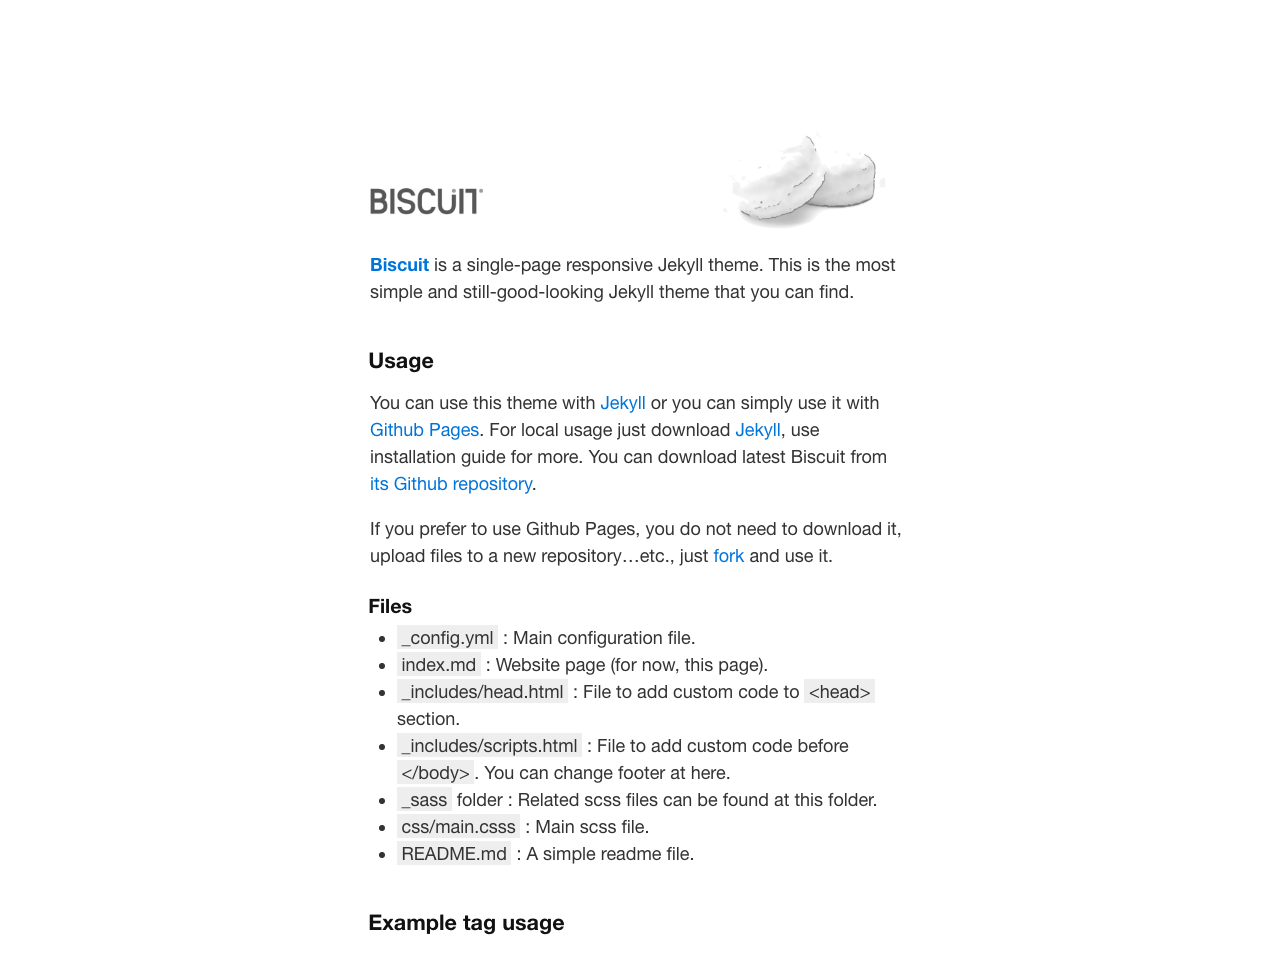 BISCUIT
Biscuit is a single-page responsive Jekyll theme. This is the most
simple and still-good-looking Jekyll theme that you can find.
Usage
You can use this theme with Jekyll or you can simply use it with
Github Pages. For local usage just download Jekyll, use
installation guide for more. You can download latest Biscuit from
its Github repository.
If you prefer to use Github Pages, you do not need to download it,
upload files to a new repository…etc., just fork and use it.
Files
_config.yml : Main configuration file.
index.md : Website page (for now, this page).
_includes/head.html : File to add custom code to <head>
section.
_includes/scripts.html : File to add custom code before
</body>. You can change footer at here.
_sass folder : Related scss files can be found at this folder.
css/main.csss : Main scss file.
README.md : A simple readme file.
Example tag usage